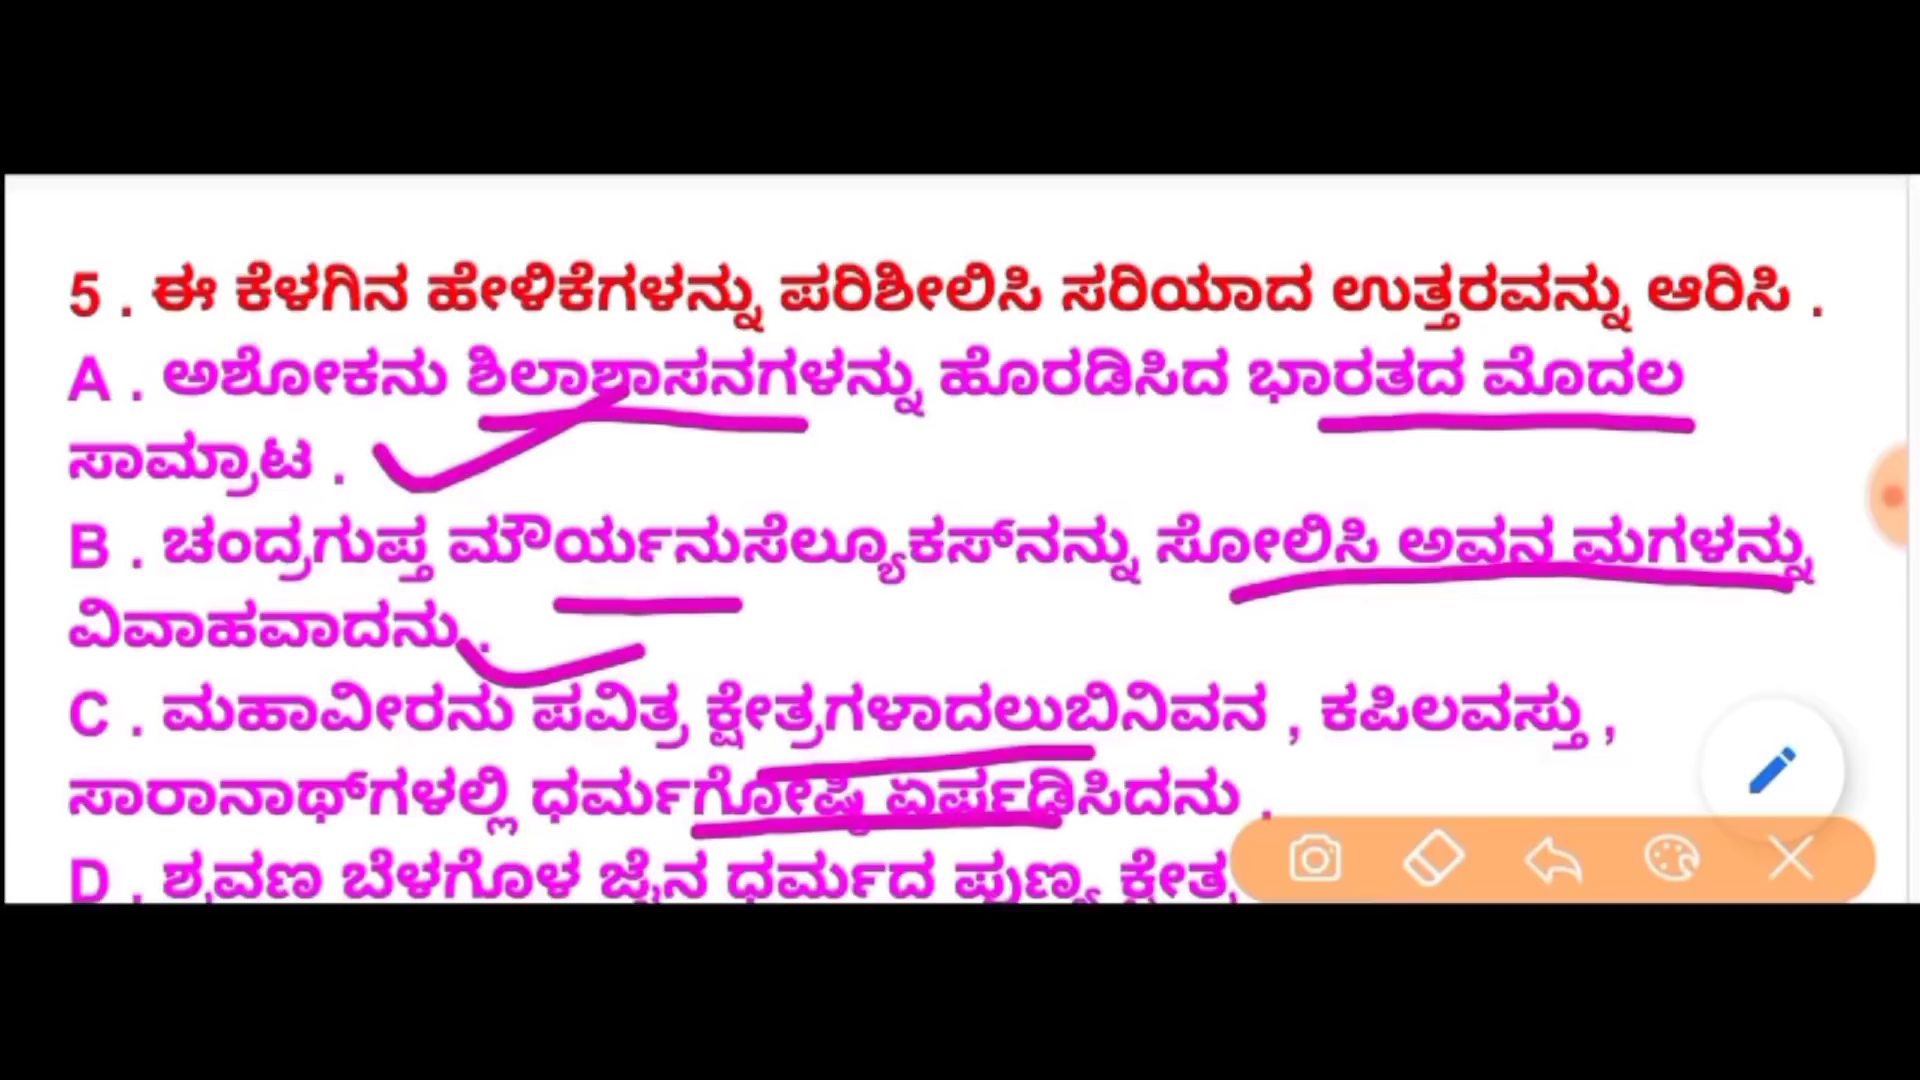 5 . ಈ ಕೆಳಗಿನ ಹೇಳಿಕೆಗಳನ್ನು ಪರಿಶೀಲಿಸಿ ಸರಿಯಾದ ಉತ್ತರವನ್ನು ಆರಿಸಿ .
A . ಅಶೋಕನು ಶಿಲಾಶಾಸನಗಳನ್ನು ಹೊರಡಿಸಿದ ಭಾರತದ ಮೊದಲ
ಸಾಮ್ರಾಟ .
B . ಚಂದ್ರಗುಪ್ತ ಮೌರ್ಯನುಸೆಲ್ಯೂಕಸ್‌ನನ್ನು ಸೋಲಿಸಿ ಅವನ ಮಗಳನ್ನು
ವಿವಾಹವಾದನು .
C . ಮಹಾವೀರನು ಪವಿತ್ರ ಕ್ಷೇತ್ರಗಳಾದಲುಬಿನಿವನ , ಕಪಿಲವಸ್ತು ,
ಸಾರಾನಾಥ್‌ಗಳಲ್ಲಿ ಧರ್ಮಗೋಷ್ಠಿ ಏರ್ಪಡಿಸಿದನು .
D . ಶ್ರವಣ ಬೆಳಗೊಳ ಜೈನ ಧರ್ಮದ ಪುಣ್ಯ ಕ್ಷೇತ್ರ